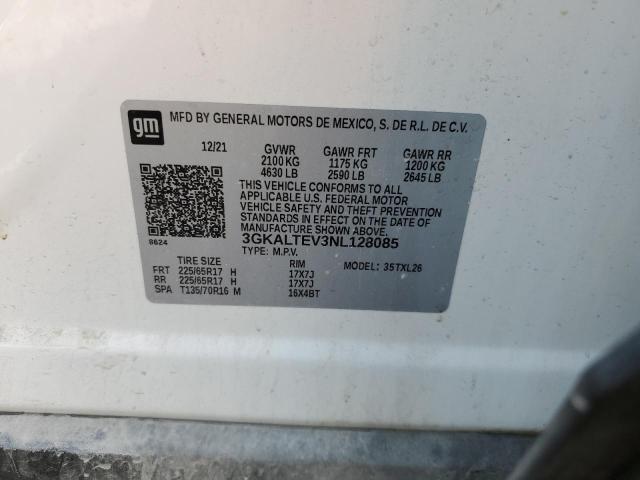 gm MFD BY GENERAL MOTORS DE MEXICO, S. DE R.L. DE C.V.
12/21 GVWR GAWR FRT GAWR RR
2100 KG 1175 KG 1200 KG
4630 LB 2590 LB 2645 LB
THIS VEHICLE CONFORMS TO ALL
APPLICABLE U.S. FEDERAL MOTOR
VEHICLE SAFETY AND THEFT
PREVENTION STANDARDS IN
EFFECT ON THE DATE OF
MANUFACTURE SHOWN ABOVE.
3GKALTEV3NL128085
8624 TYPE: M.P.V.
TIRE SIZE RIM MODEL: 35TXL26
FRT 225/65R17 H 17X7J
RR 225/65R17 H 17X7J
SPA T135/70R16 M 16X4BT